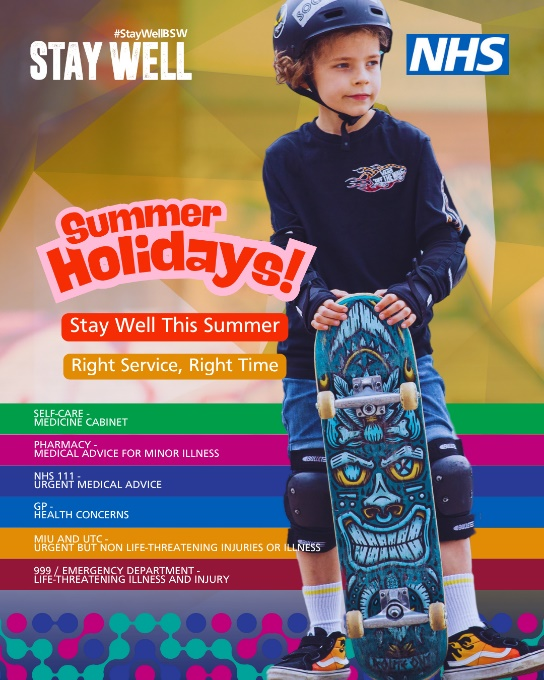 #StayWellBSW
STAY WELL
NHS
Summer
Holidays!
Stay Well This Summer
Right Service, Right Time
SELF-CARE -
MEDICINE CABINET
PHARMACY -
MEDICAL ADVICE FOR MINOR ILLNESS
NHS 111 -
URGENT MEDICAL ADVICE
GP -
HEALTH CONCERNS
MIU AND UTC -
URGENT BUT NON LIFE-THREATENING INJURIES OR ILLNESS
999 / EMERGENCY DEPARTMENT -
LIFE-THREATENING ILLNESS AND INJURY